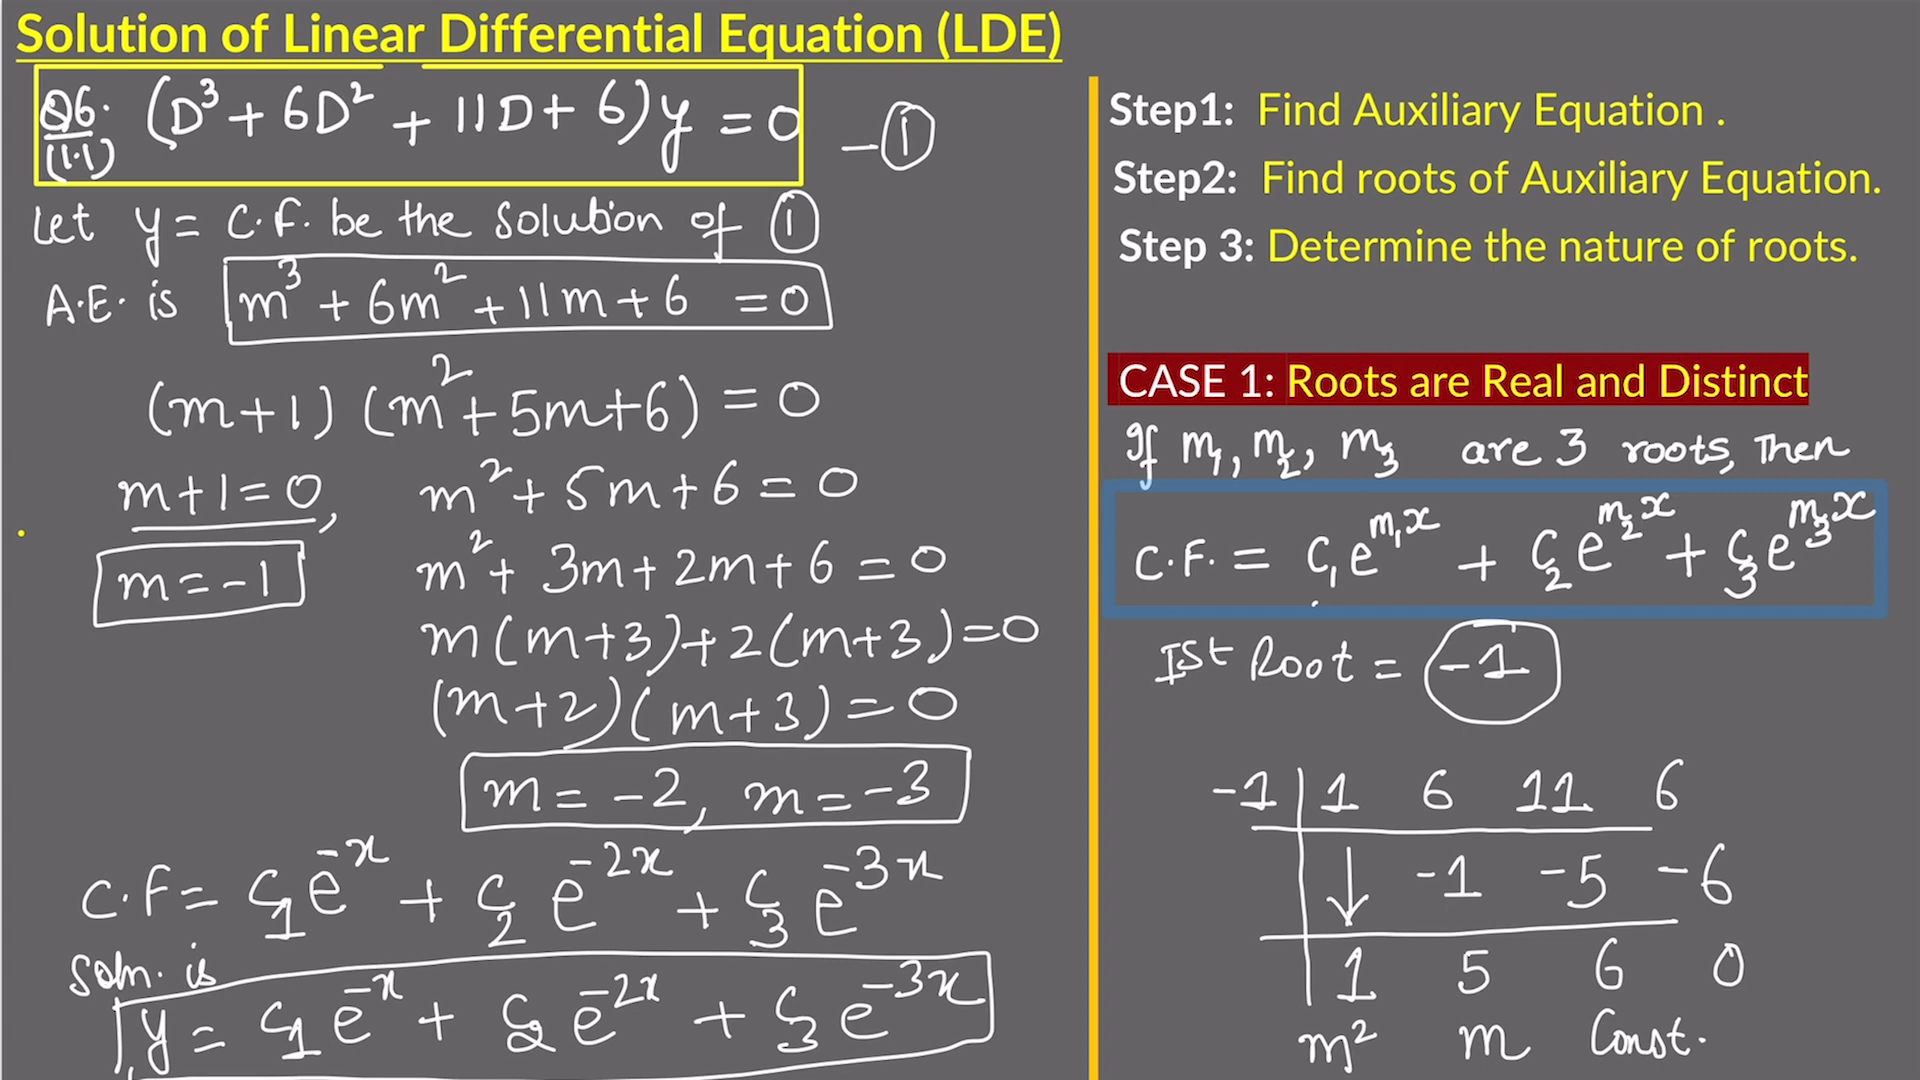 Solution of Linear Differential Equation (LDE)
Q6. (D³ + 6D² + 11D + 6)y = 0 - ①
(1.1)
Let y = C.F. be the solution of ①
A.E. is m³ + 6m² + 11m + 6 = 0
(m+1) (m² + 5m + 6) = 0
m+1 = 0, m² + 5m + 6 = 0
m = -1 m² + 3m + 2m + 6 = 0
m(m+3) + 2(m+3) = 0
(m+2)(m+3) = 0
m = -2, m = -3
C.F = C₁e⁻ˣ + C₂e⁻²ˣ + C₃e⁻³ˣ
Soln. is
y = C₁e⁻ˣ + C₂e⁻²ˣ + C₃e⁻³ˣ
Step1: Find Auxiliary Equation .
Step2: Find roots of Auxiliary Equation.
Step 3: Determine the nature of roots.
CASE 1: Roots are Real and Distinct
If m₁, m₂, m₃ are 3 roots, Then
C.F. = C₁e^{m₁x} + C₂e^{m₂x} + C₃e^{m₃x}
Ist Root = -1
-1 | 1 6 11 6
↓ -1 -5 -6
1 5 6 0
m² m Const.